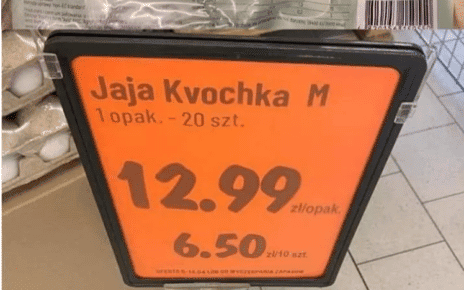 Jaja Kvochka M
1 opak. - 20 szt.
12.99 zł/opak.
6.50 zł/10 szt.